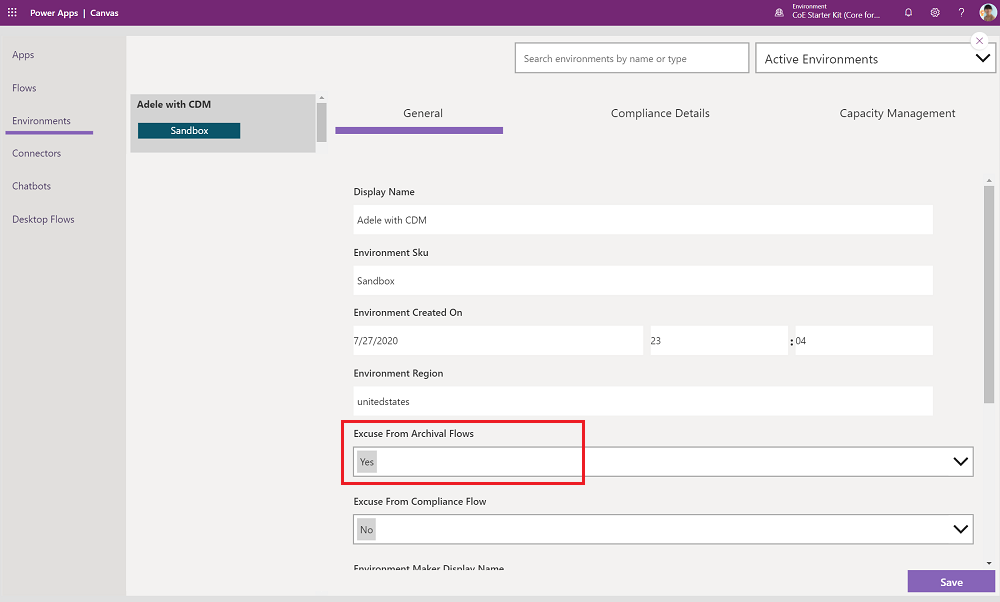 Power Apps | Canvas
Environment
CoE Starter Kit (Core for...
Apps
Flows
Environments
Connectors
Chatbots
Desktop Flows
Search environments by name or type
Active Environments
Adele with CDM
Sandbox
General
Compliance Details
Capacity Management
Display Name
Adele with CDM
Environment Sku
Sandbox
Environment Created On
7/27/2020
23
:
04
Environment Region
unitedstates
Excuse From Archival Flows
Yes
Excuse From Compliance Flow
No
Environment Maker Display Name
Save